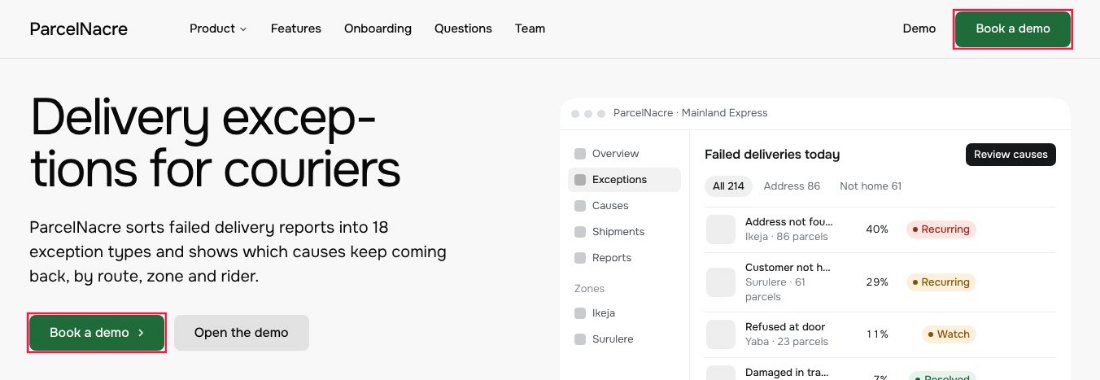 ParcelNacre
Product
Features
Onboarding
Questions
Team
Demo
Book a demo
Delivery excep-
tions for couriers
ParcelNacre sorts failed delivery reports into 18
exception types and shows which causes keep coming
back, by route, zone and rider.
Book a demo
Open the demo
ParcelNacre · Mainland Express
Overview
Exceptions
Causes
Shipments
Reports
Zones
Ikeja
Surulere
Failed deliveries today
Review causes
All 214
Address 86
Not home 61
Address not fou...
Ikeja · 86 parcels
40%
Recurring
Customer not h...
Surulere · 61
parcels
29%
Recurring
Refused at door
Yaba · 23 parcels
11%
Watch
Damaged in tra...
7%
Resolved